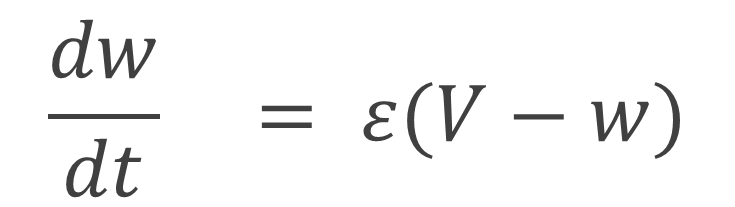 dw/dt = ε(V − w)